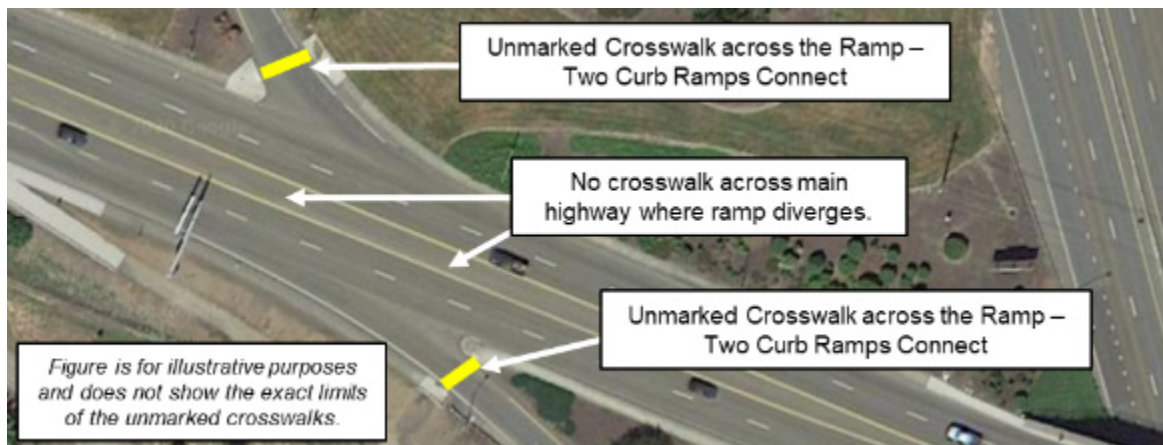 Unmarked Crosswalk across the Ramp –
Two Curb Ramps Connect
No crosswalk across main
highway where ramp diverges.
Unmarked Crosswalk across the Ramp –
Two Curb Ramps Connect
Figure is for illustrative purposes
and does not show the exact limits
of the unmarked crosswalks.